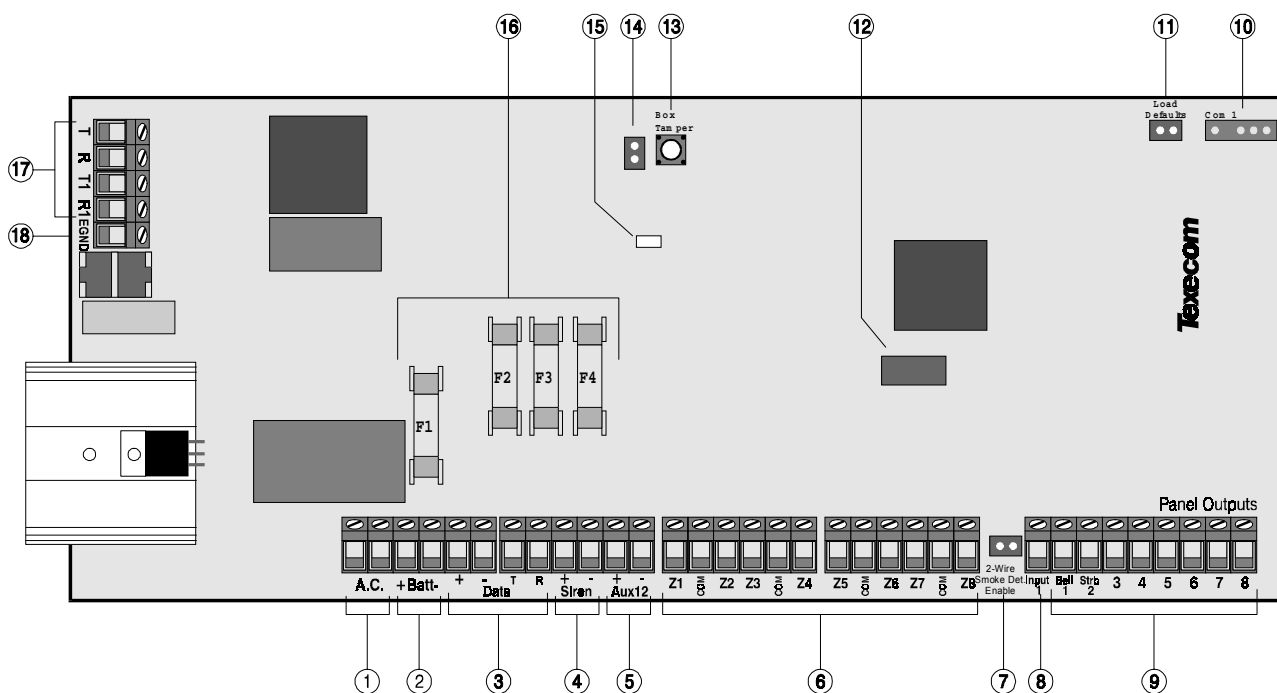 16
15
14
13
12
11
10
Box
Tamper
Load
Defaults
Com 1
17
T
R
T1
R1
18
EGND
Texecom
F1
F2
F3
F4
Panel Outputs
A.C.
+Batt-
+ - T R
Data
+ -
Siren
+ -
Aux12
Z1 COM Z2 Z3 COM Z4
Z5 COM Z6 Z7 COM Z8
2-Wire
Smoke Det.
Enable
Input
1
Bell
1
Strb
2
3 4 5 6 7 8
1
2
3
4
5
6
7
8
9